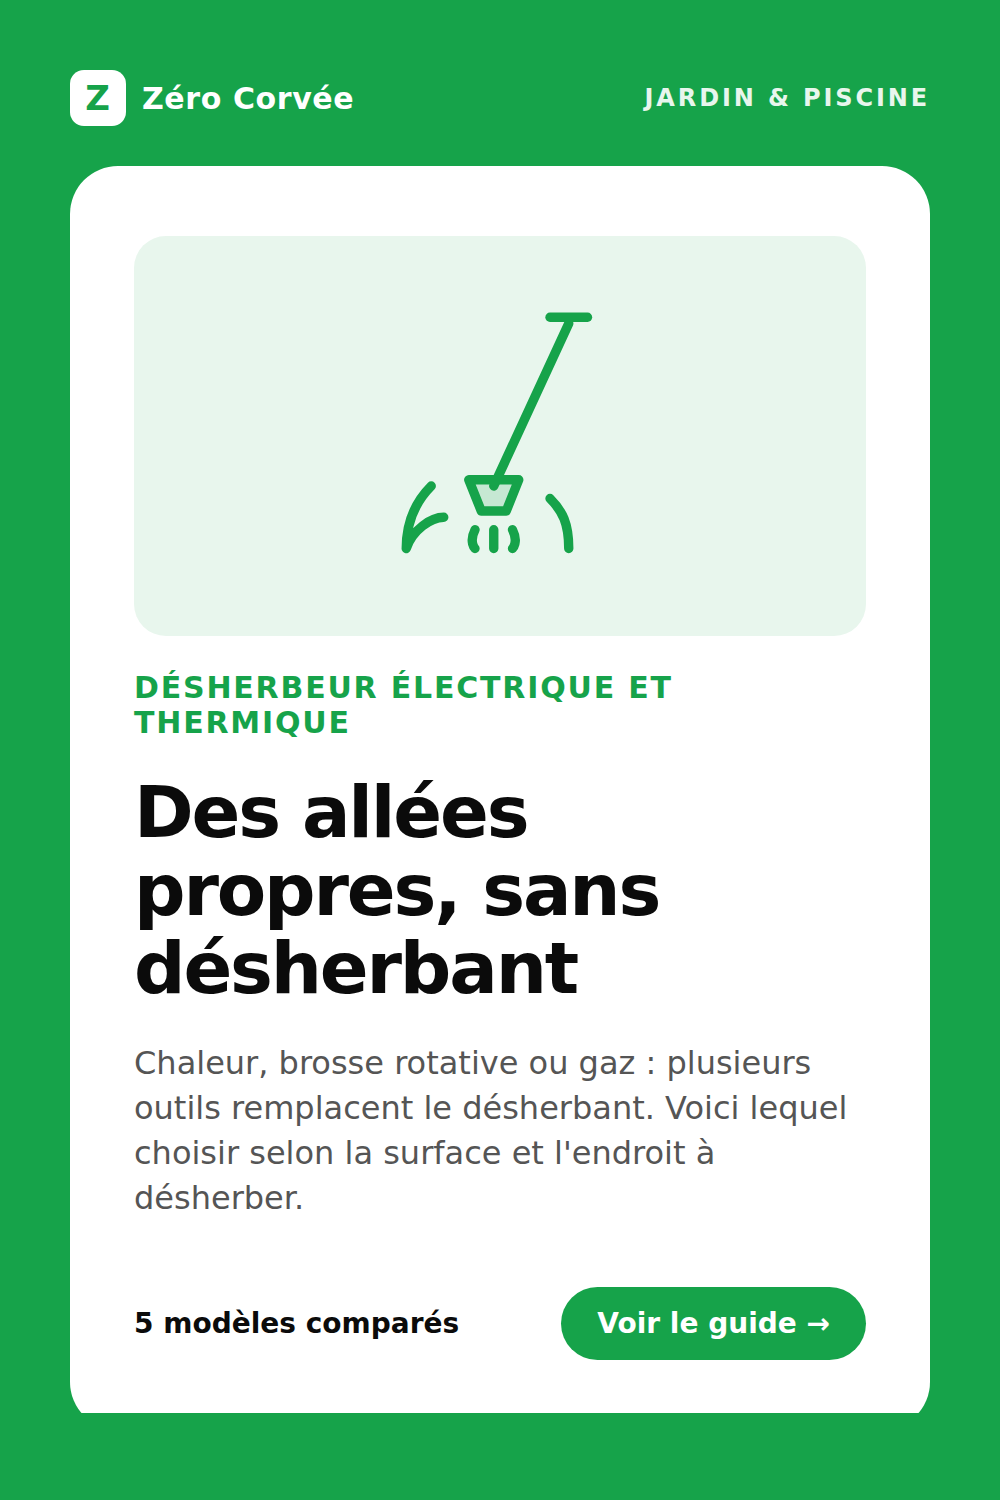 Z
Zéro Corvée
JARDIN & PISCINE
DÉSHERBEUR ÉLECTRIQUE ET
THERMIQUE
Des allées
propres, sans
désherbant
Chaleur, brosse rotative ou gaz : plusieurs
outils remplacent le désherbant. Voici lequel
choisir selon la surface et l'endroit à
désherber.
5 modèles comparés
Voir le guide →